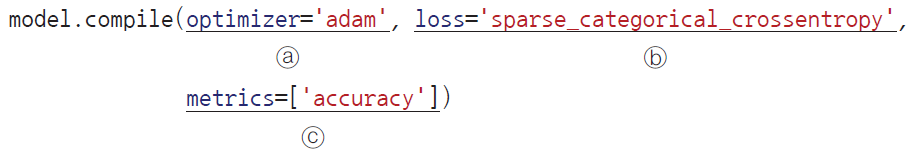 model.compile(optimizer='adam', loss='sparse_categorical_crossentropy',
ⓐ ⓑ
metrics=['accuracy'])
ⓒ